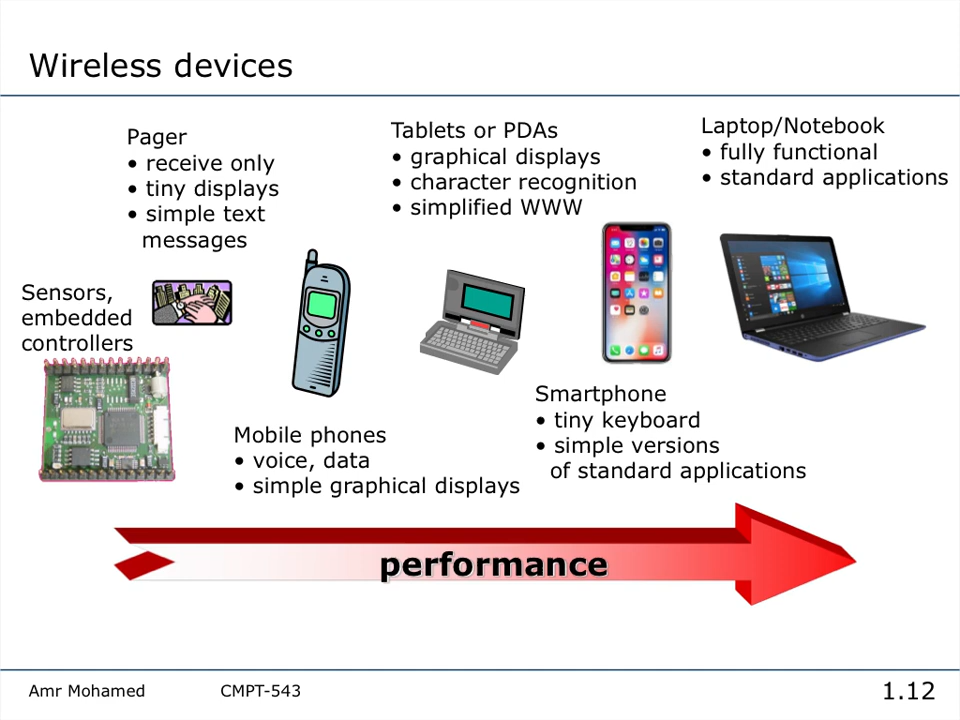 Wireless devices
Pager
• receive only
• tiny displays
• simple text
messages
Tablets or PDAs
• graphical displays
• character recognition
• simplified WWW
Laptop/Notebook
• fully functional
• standard applications
Sensors,
embedded
controllers
Mobile phones
• voice, data
• simple graphical displays
Smartphone
• tiny keyboard
• simple versions
of standard applications
performance
Amr Mohamed
CMPT-543
1.12